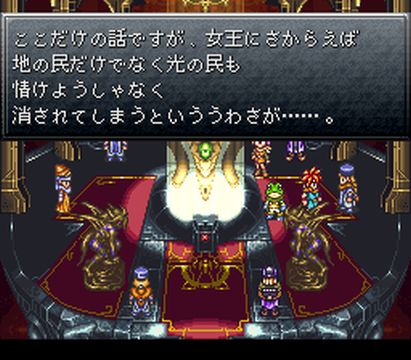 ここだけの話ですが、女王にさからえば
地の民だけでなく光の民も
情けようしゃなく
消されてしまうといううわさが……。